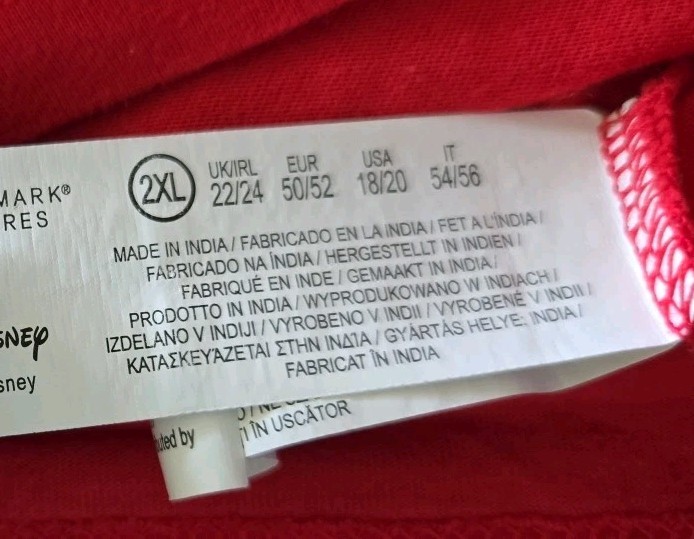 MARK®
RES
2XL
UK/IRL EUR USA IT
22/24 50/52 18/20 54/56
MADE IN INDIA / FABRICADO EN LA INDIA / FET A L'ÍNDIA /
FABRICADO NA ÍNDIA / HERGESTELLT IN INDIEN /
FABRIQUÉ EN INDE / GEMAAKT IN INDIA /
PRODOTTO IN INDIA / WYPRODUKOWANO W INDIACH /
IZDELANO V INDIJI / VYROBENO V INDII / VYROBENÉ V INDII /
ΚΑΤΑΣΚΕΥΆΖΕΤΑΙ ΣΤΗΝ ΙΝΔΊΑ / GYÁRTÁS HELYE: INDIA /
FABRICAT ÎN INDIA
SNEY
sney
uted by
ÎN USCĂTOR